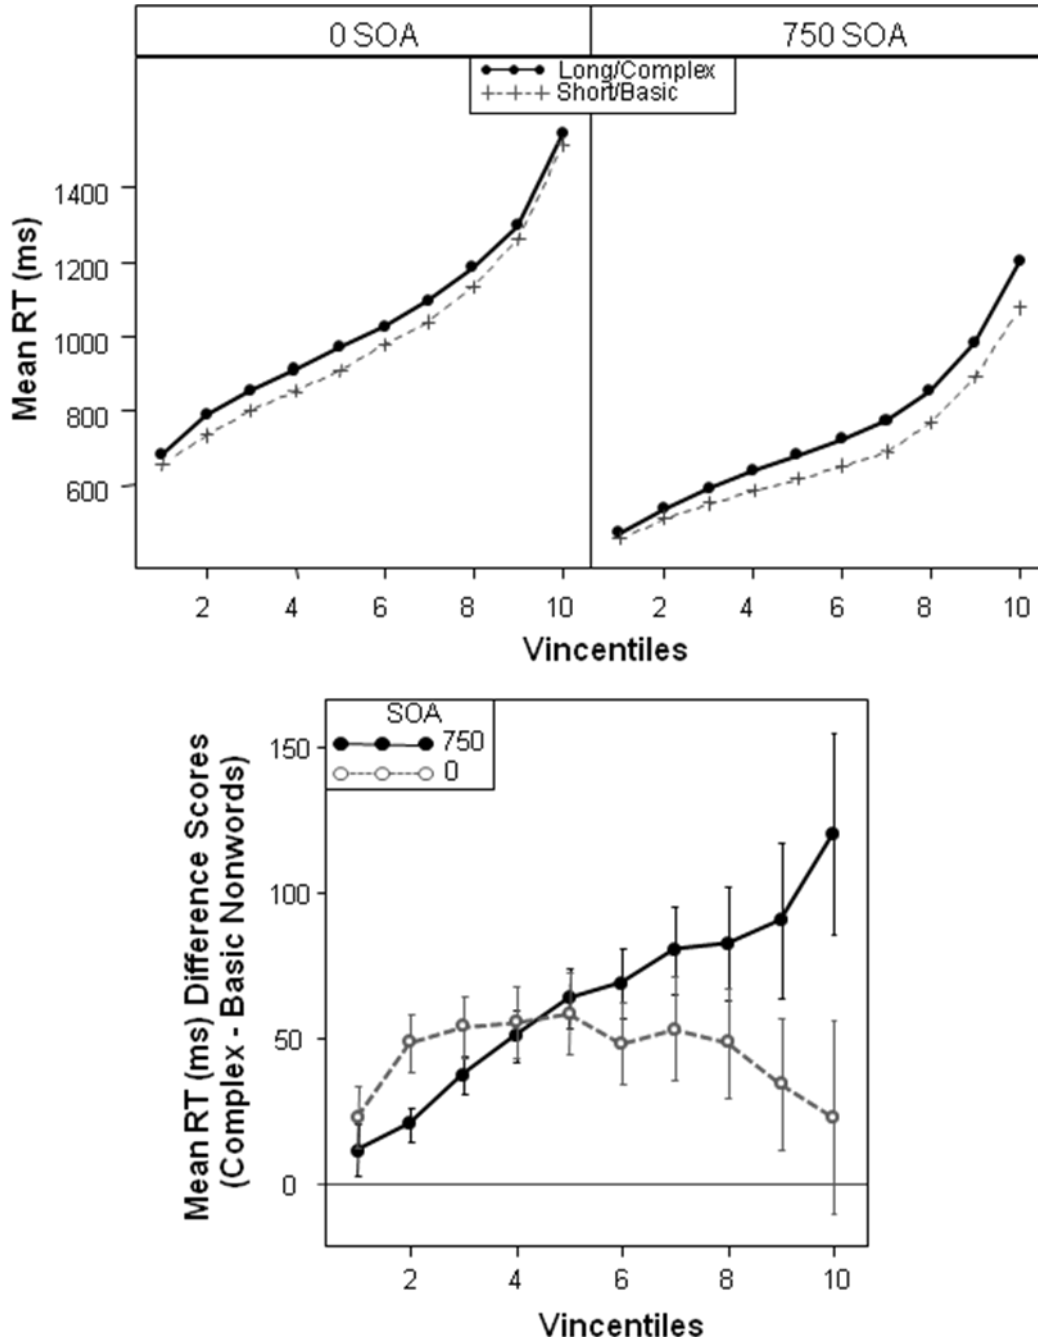 0 SOA
750 SOA
Long/Complex
Short/Basic
Mean RT (ms)
1400
1200
1000
800
600
2 4 6 8 10
2 4 6 8 10
Vincentiles
SOA
750
0
Mean RT (ms) Difference Scores
(Complex - Basic Nonwords)
150
100
50
0
2 4 6 8 10
Vincentiles